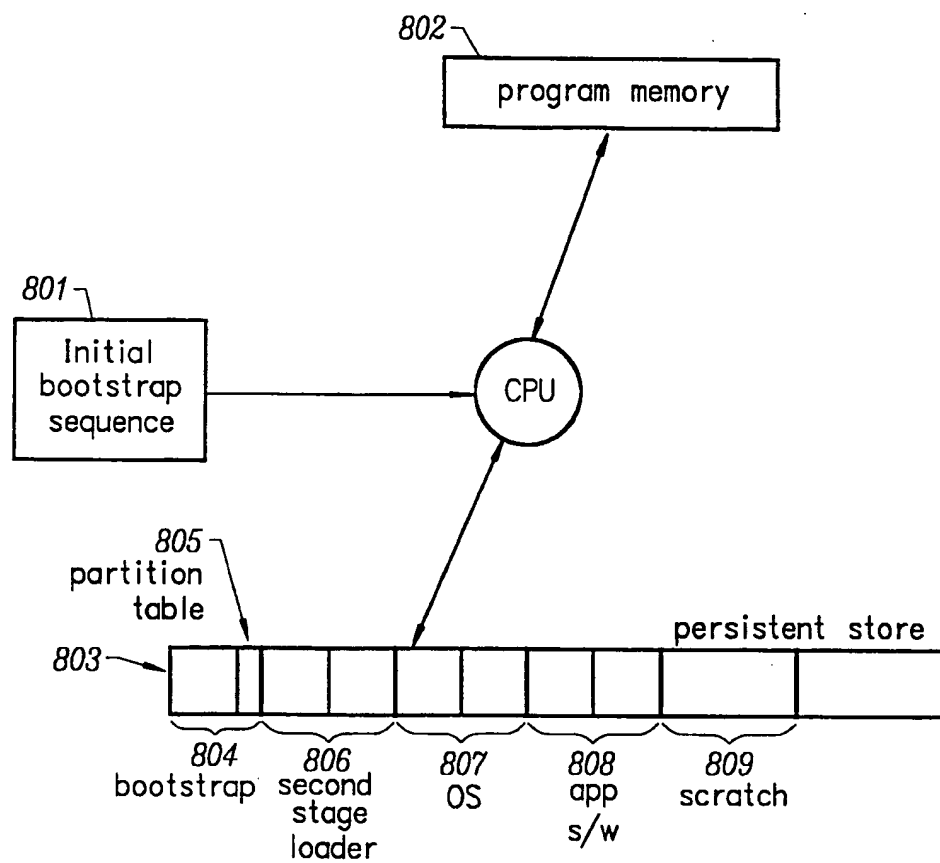 802
program memory
801
Initial
bootstrap
sequence
CPU
805
partition
table
803
persistent store
804
bootstrap
806
second
stage
loader
807
OS
808
app
s/w
809
scratch